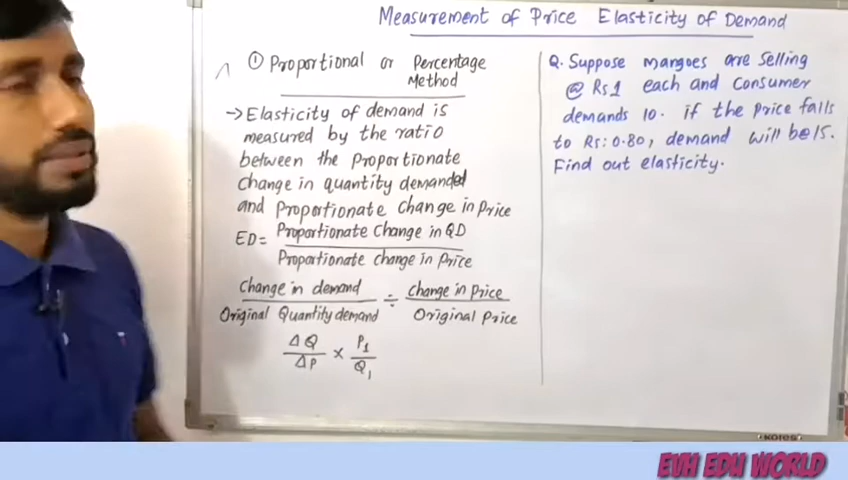 Measurement of Price Elasticity of Demand
① Proportional or Percentage
Method
→ Elasticity of demand is
measured by the ratio
between the Proportionate
Change in quantity demanded
and Proportionate Change in Price
ED = Proportionate Change in QD
Proportionate change in Price
Change in demand ÷ change in Price
Original Quantity demand Original Price
ΔQ × P1
ΔP Q1
Q. Suppose mangoes are selling
@ Rs 1 each and Consumer
demands 10. if the Price falls
to Rs: 0.80, demand will be 15.
Find out elasticity.
KORES
EVH EDU WORLD